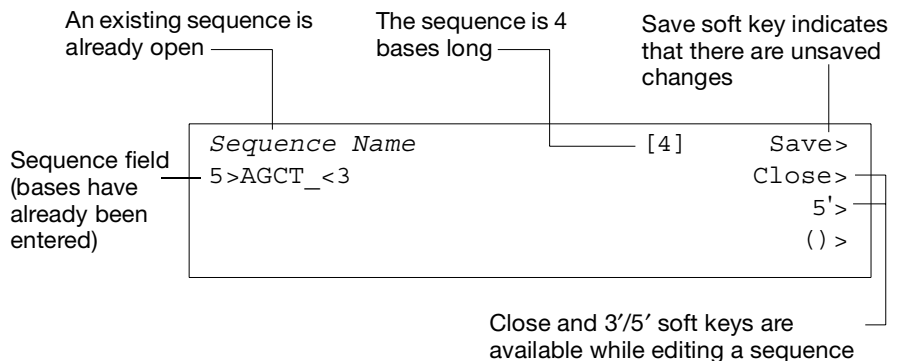 An existing sequence is
already open
The sequence is 4
bases long
Save soft key indicates
that there are unsaved
changes
Sequence field
(bases have
already been
entered)
Sequence Name [4] Save>
5>AGCT_<3 Close>
5'>
()>
Close and 3′/5′ soft keys are
available while editing a sequence